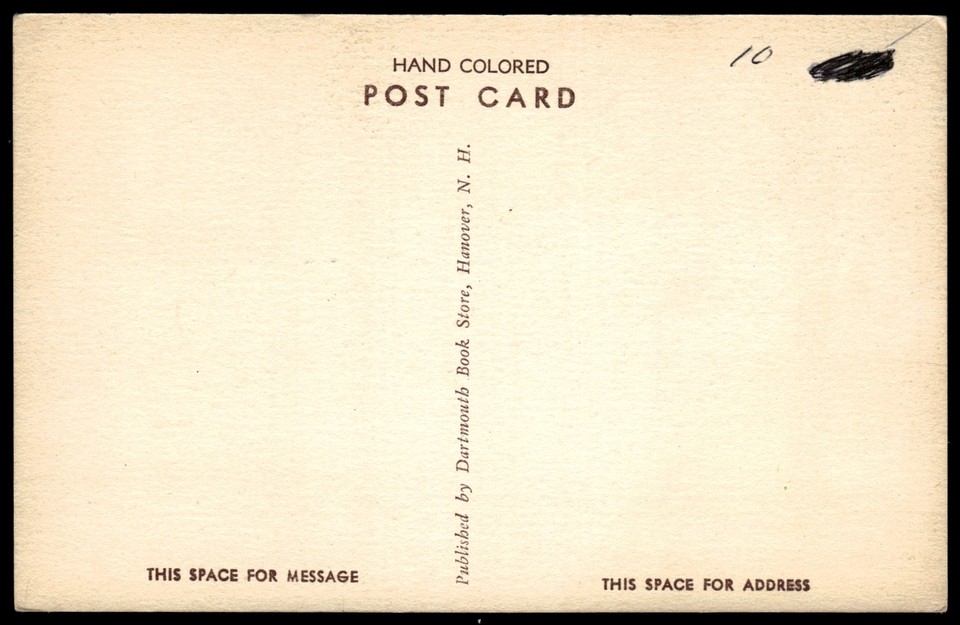 HAND COLORED
POST CARD
10
Published by Dartmouth Book Store, Hanover, N. H.
THIS SPACE FOR MESSAGE
THIS SPACE FOR ADDRESS